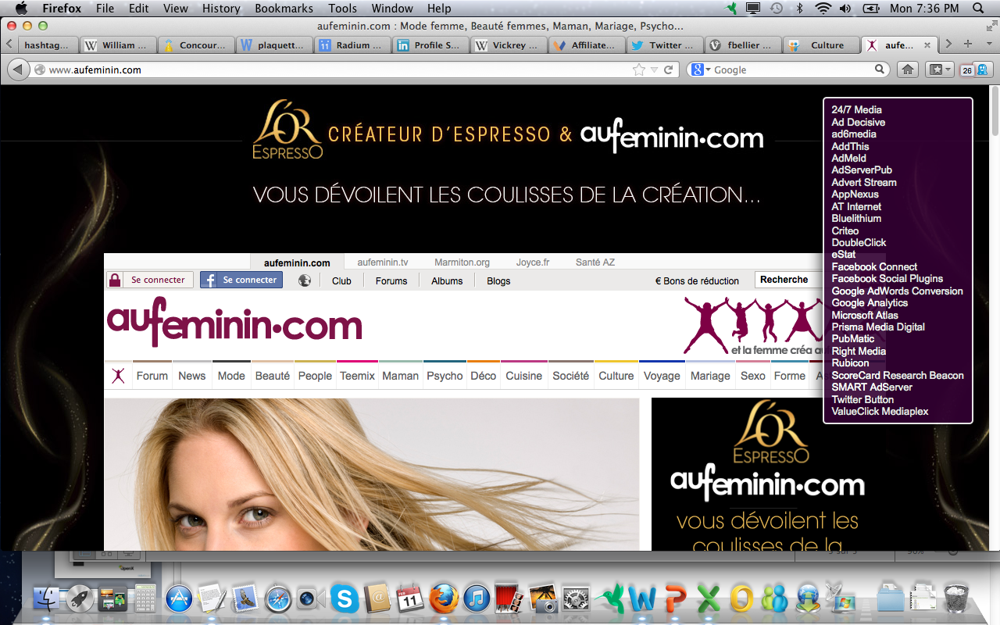 Firefox File Edit View History Bookmarks Tools Window Help Mon 7:36 PM
aufeminin.com : Mode femme, Beauté femmes, Maman, Mariage, Psycho...
hashtag... William ... Concour... plaquett... Radium ... Profile S... Vickrey ... Affiliate... Twitter ... fbellier ... Culture aufe...
www.aufeminin.com Google 26
L'OR ESPRESSO CRÉATEUR D'ESPRESSO & aufeminin.com
VOUS DÉVOILENT LES COULISSES DE LA CRÉATION...
24/7 Media
Ad Decisive
ad6media
AddThis
AdMeld
AdServerPub
Advert Stream
AppNexus
AT Internet
Bluelithium
Criteo
DoubleClick
eStat
Facebook Connect
Facebook Social Plugins
Google AdWords Conversion
Google Analytics
Microsoft Atlas
Prisma Media Digital
PubMatic
Right Media
Rubicon
ScoreCard Research Beacon
SMART AdServer
Twitter Button
ValueClick Mediaplex
aufeminin.com aufeminin.tv Marmiton.org Joyce.fr Santé AZ
Se connecter Se connecter Club Forums Albums Blogs € Bons de réduction Recherche
aufeminin.com
et la femme créa
Forum News Mode Beauté People Teemix Maman Psycho Déco Cuisine Société Culture Voyage Mariage Sexo Forme
L'OR
ESPRESSO
aufeminin.com
vous dévoilent les
coulisses de la
FEB
11